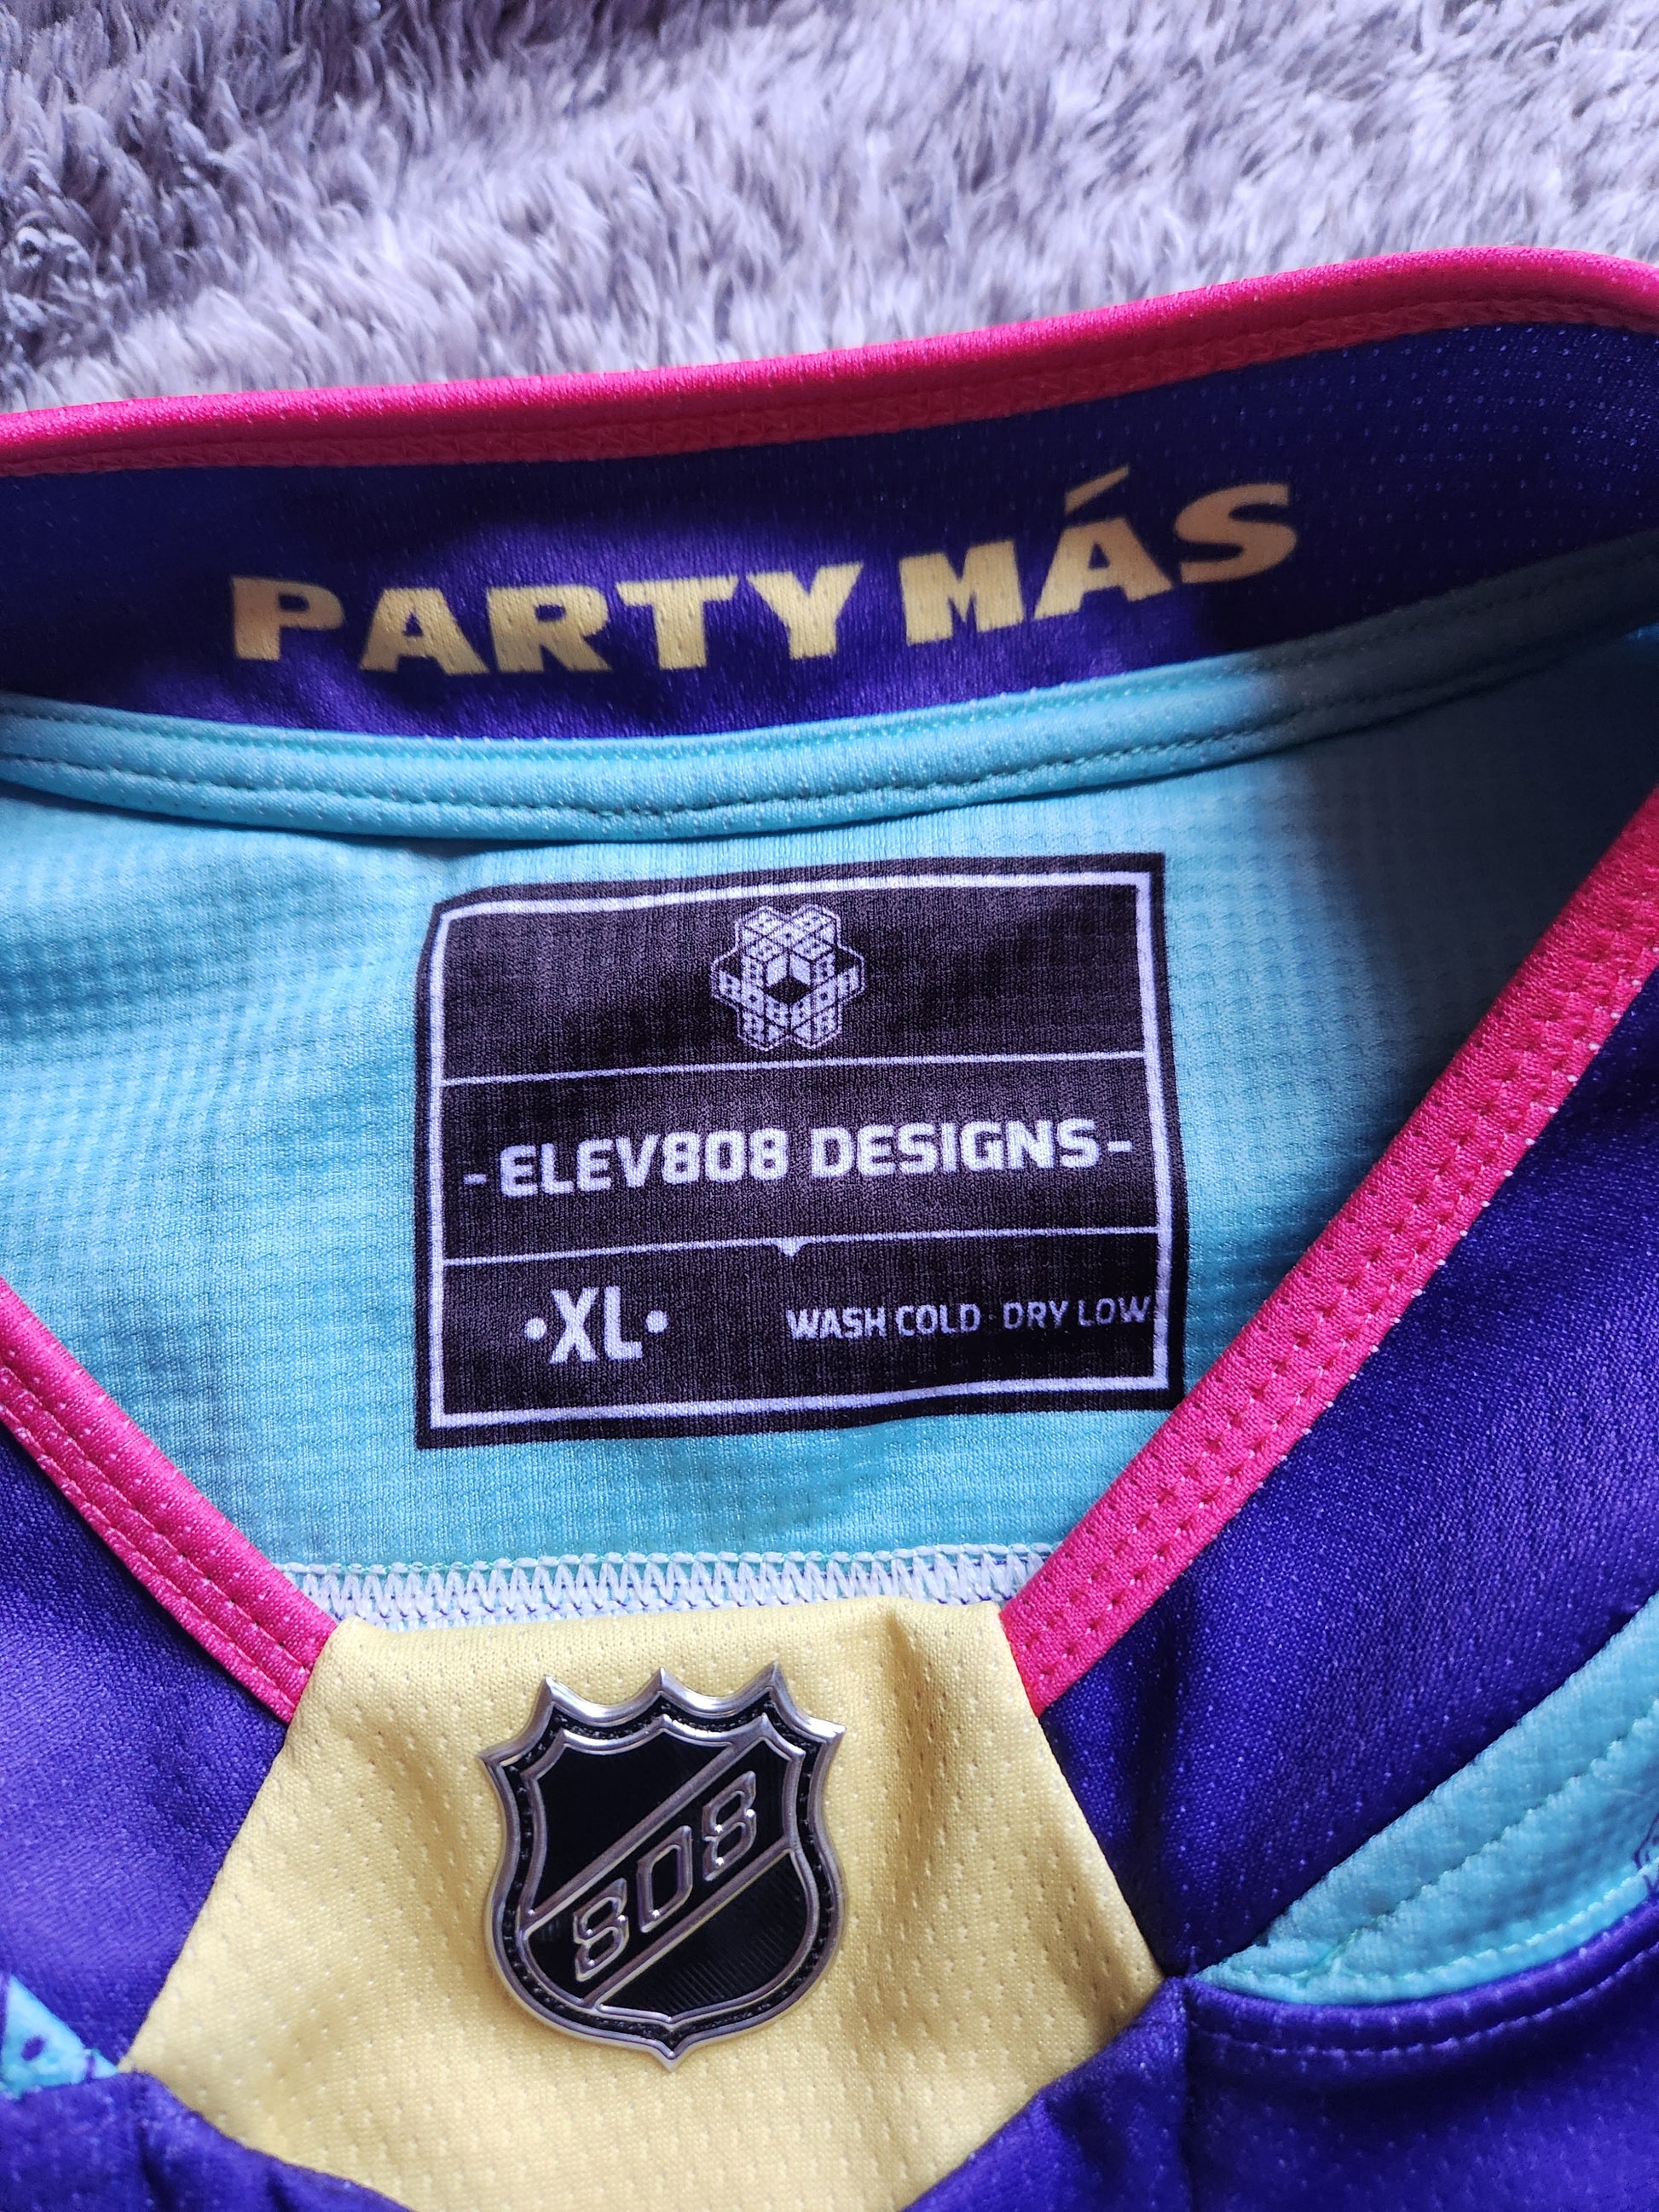 PARTY MÁS
-ELEV808 DESIGNS-
•XL•
WASH COLD · DRY LOW
808